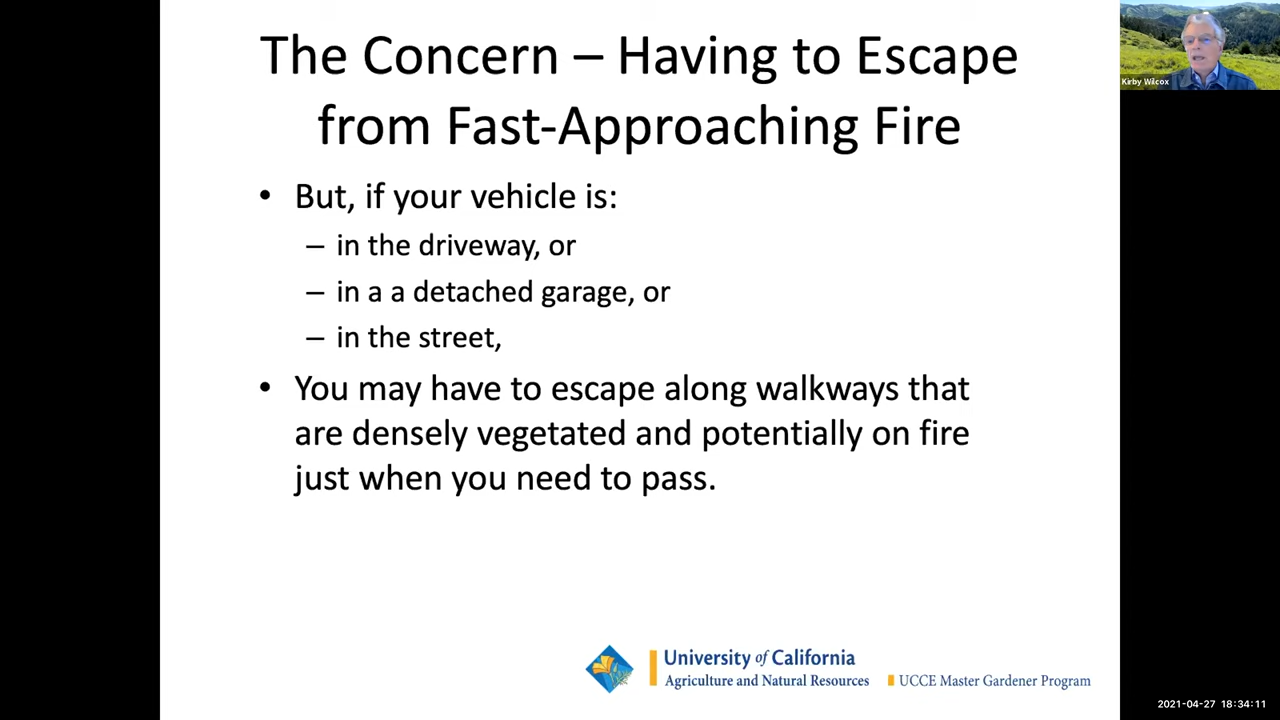 The Concern – Having to Escape
from Fast-Approaching Fire
• But, if your vehicle is:
– in the driveway, or
– in a a detached garage, or
– in the street,
• You may have to escape along walkways that
are densely vegetated and potentially on fire
just when you need to pass.
Kirby Wilcox
University of California
Agriculture and Natural Resources
UCCE Master Gardener Program
2021-04-27 18:34:11